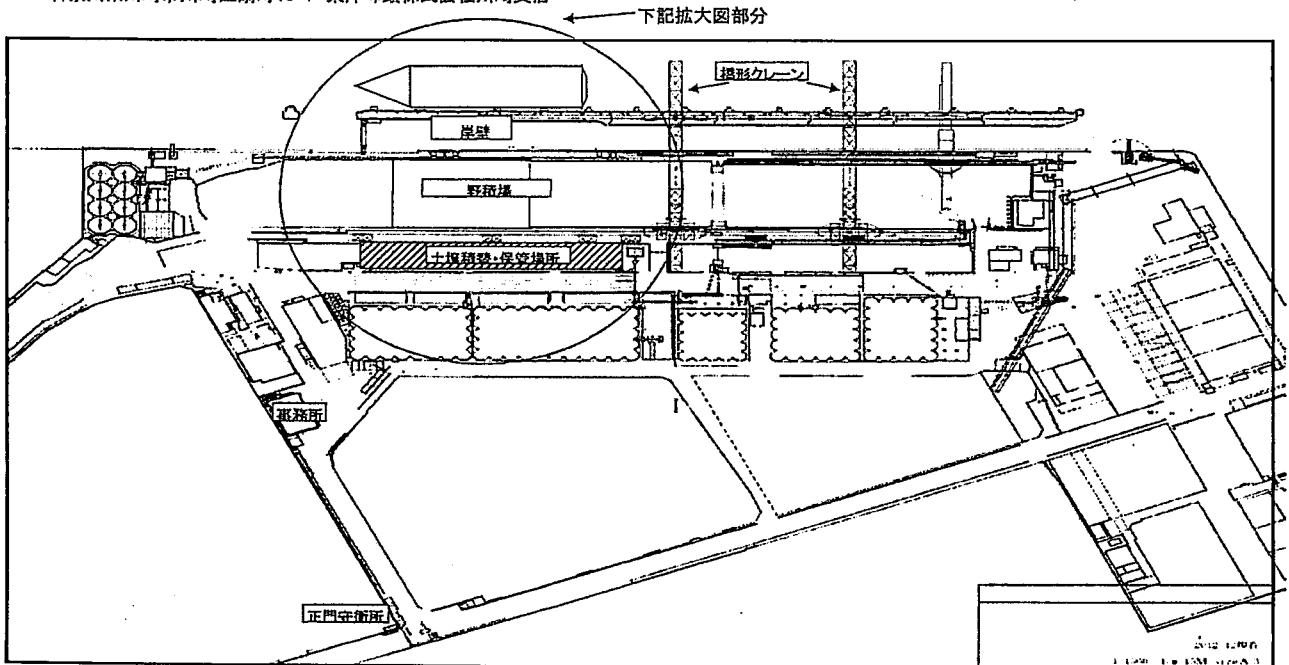 下記拡大図部分
橋形クレーン
岸壁
野積場
土壌積替・保管場所
事務所
正門守衛所